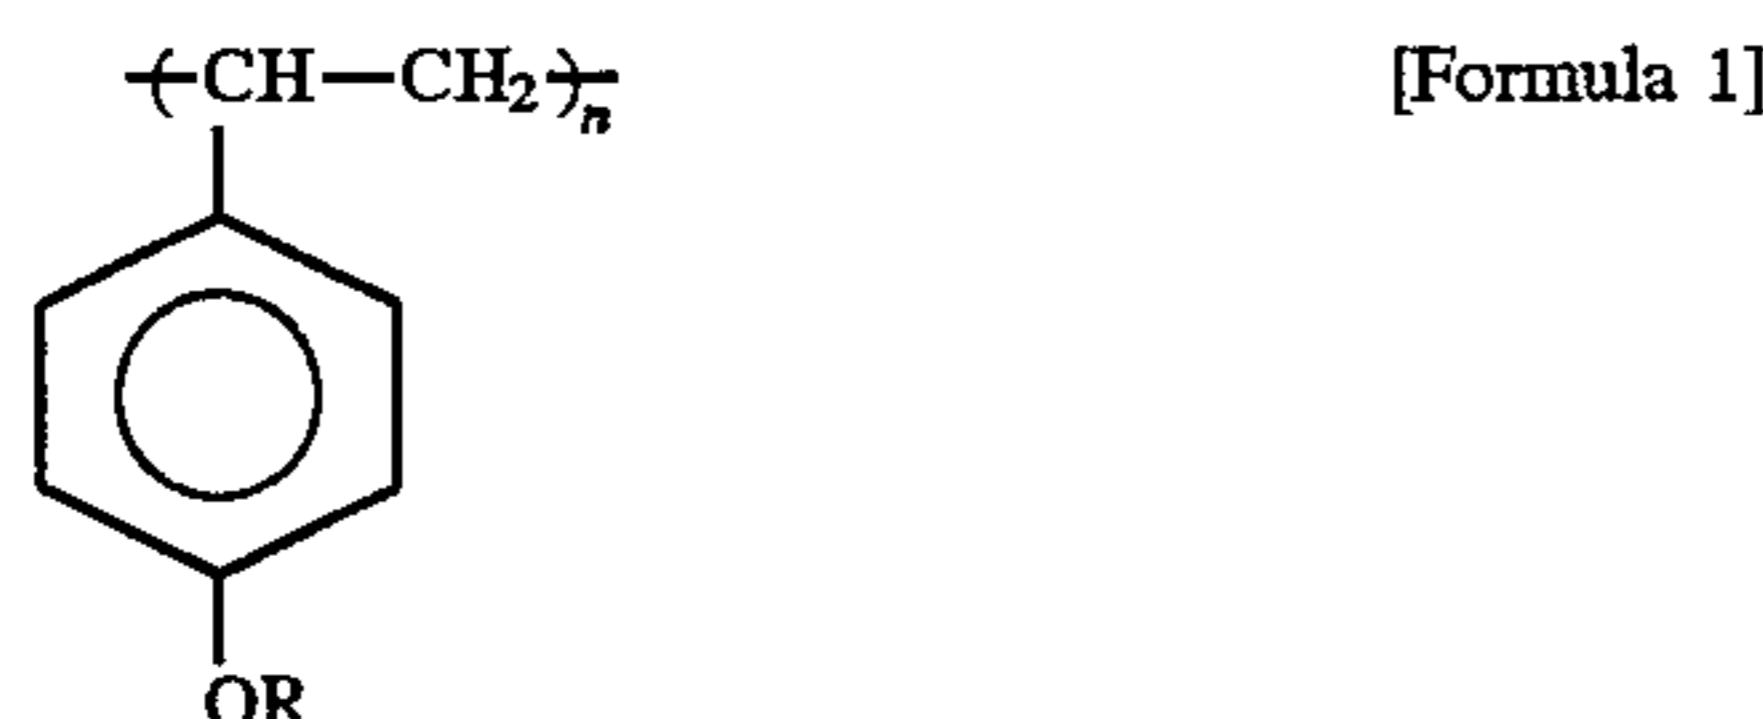 (CH—CH₂)ₙ [Formula 1]
OR